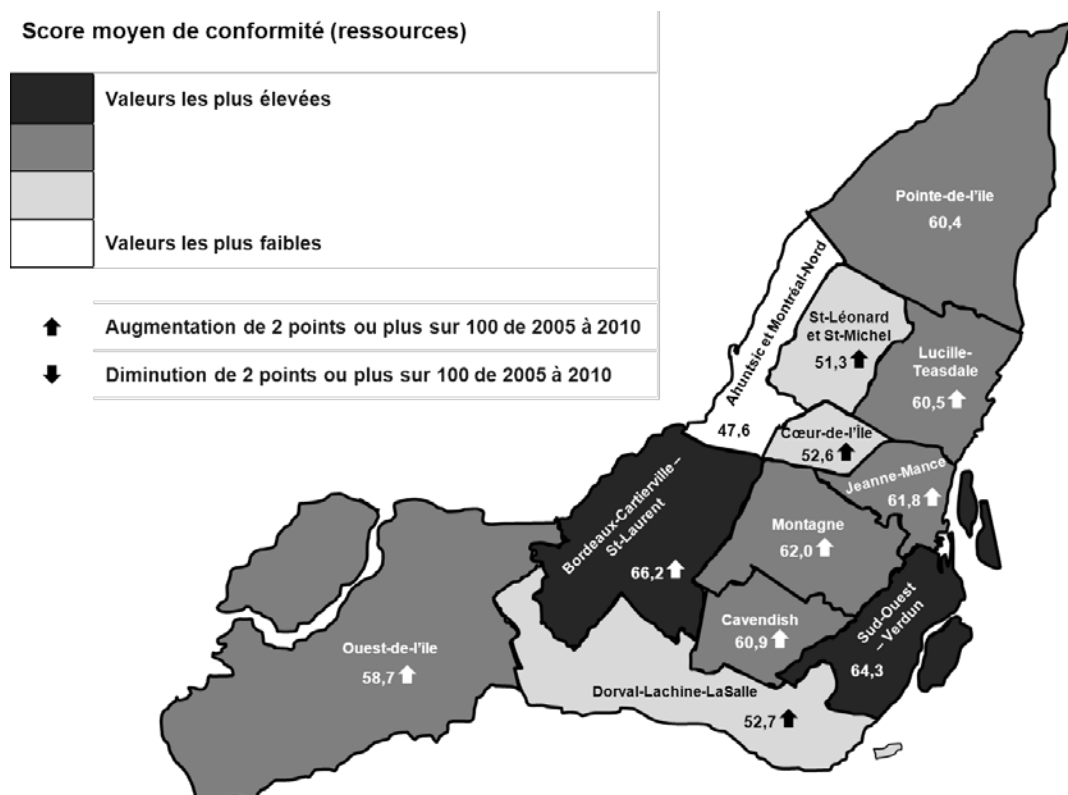 Score moyen de conformité (ressources)
Valeurs les plus élevées
Valeurs les plus faibles
Augmentation de 2 points ou plus sur 100 de 2005 à 2010
Diminution de 2 points ou plus sur 100 de 2005 à 2010
Pointe-de-l'île
60,4
Ahuntsic et Montréal-Nord
47,6
St-Léonard
et St-Michel
51,3
Lucille-
Teasdale
60,5
Cœur-de-l'Île
52,6
Jeanne-Mance
61,8
Bordeaux-Cartierville –
St-Laurent
66,2
Montagne
62,0
Cavendish
60,9
Sud-Ouest
– Verdun
64,3
Ouest-de-l'île
58,7
Dorval-Lachine-LaSalle
52,7